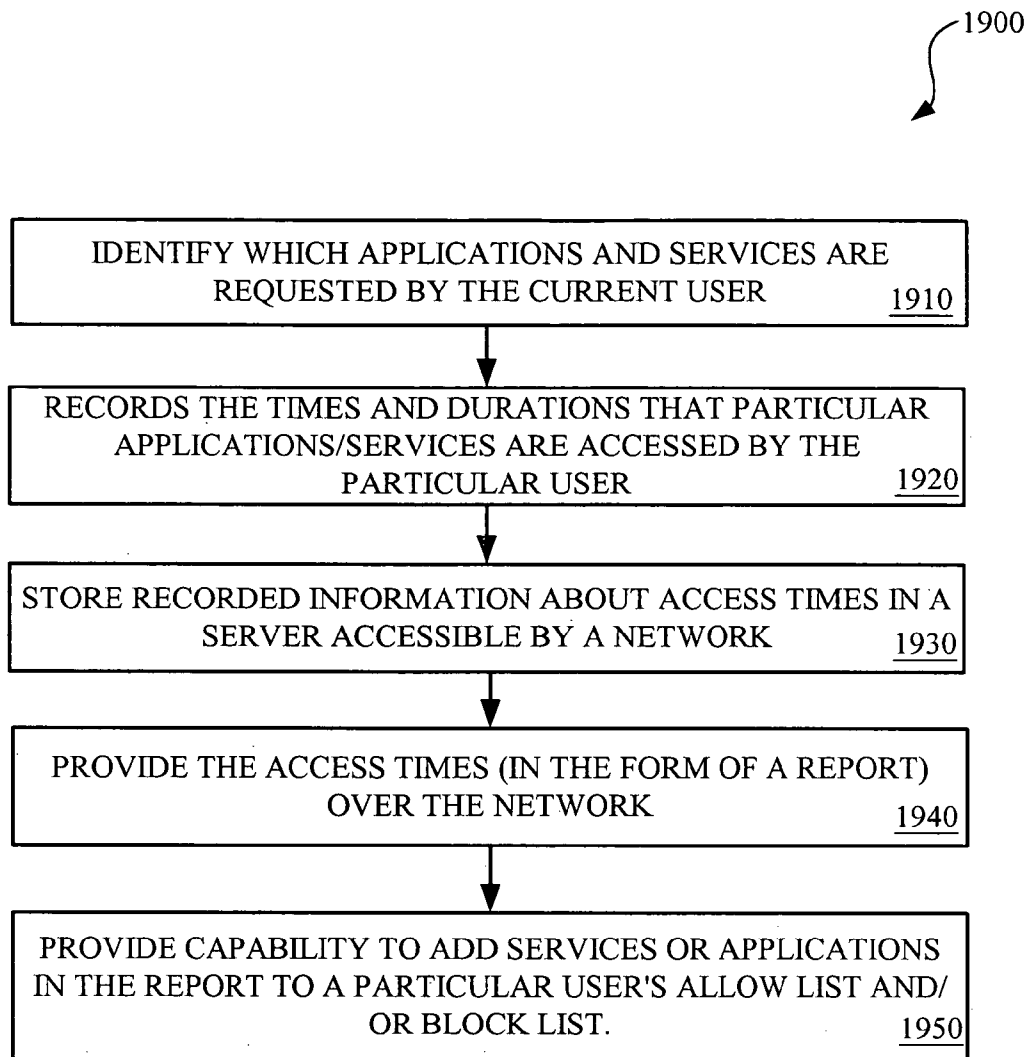 1900
IDENTIFY WHICH APPLICATIONS AND SERVICES ARE
REQUESTED BY THE CURRENT USER
1910
RECORDS THE TIMES AND DURATIONS THAT PARTICULAR
APPLICATIONS/SERVICES ARE ACCESSED BY THE
PARTICULAR USER
1920
STORE RECORDED INFORMATION ABOUT ACCESS TIMES IN A
SERVER ACCESSIBLE BY A NETWORK
1930
PROVIDE THE ACCESS TIMES (IN THE FORM OF A REPORT)
OVER THE NETWORK
1940
PROVIDE CAPABILITY TO ADD SERVICES OR APPLICATIONS
IN THE REPORT TO A PARTICULAR USER'S ALLOW LIST AND/
OR BLOCK LIST.
1950